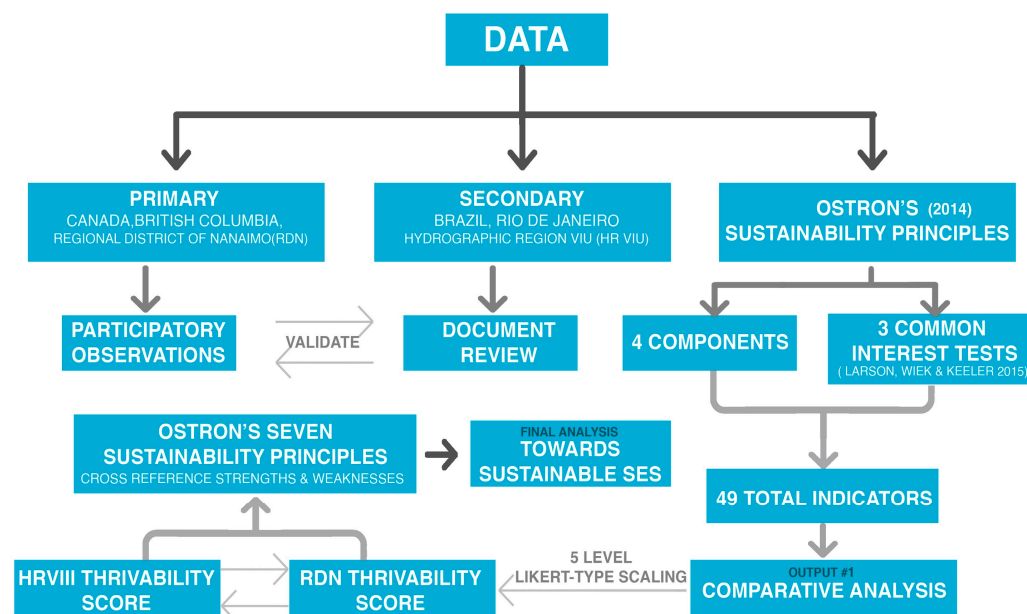 DATA
PRIMARY
CANADA,BRITISH COLUMBIA,
REGIONAL DISTRICT OF NANAIMO(RDN)
SECONDARY
BRAZIL, RIO DE JANEIRO
HYDROGRAPHIC REGION VIU (HR VIU)
OSTRON'S (2014)
SUSTAINABILITY PRINCIPLES
PARTICIPATORY
OBSERVATIONS
VALIDATE
DOCUMENT
REVIEW
4 COMPONENTS
3 COMMON
INTEREST TESTS
( LARSON, WIEK & KEELER 2015)
OSTRON'S SEVEN
SUSTAINABILITY PRINCIPLES
CROSS REFERENCE STRENGTHS & WEAKNESSES
FINAL ANALYSIS
TOWARDS
SUSTAINABLE SES
49 TOTAL INDICATORS
HRVIII THRIVABILITY
SCORE
RDN THRIVABILITY
SCORE
5 LEVEL
LIKERT-TYPE SCALING
OUTPUT #1
COMPARATIVE ANALYSIS